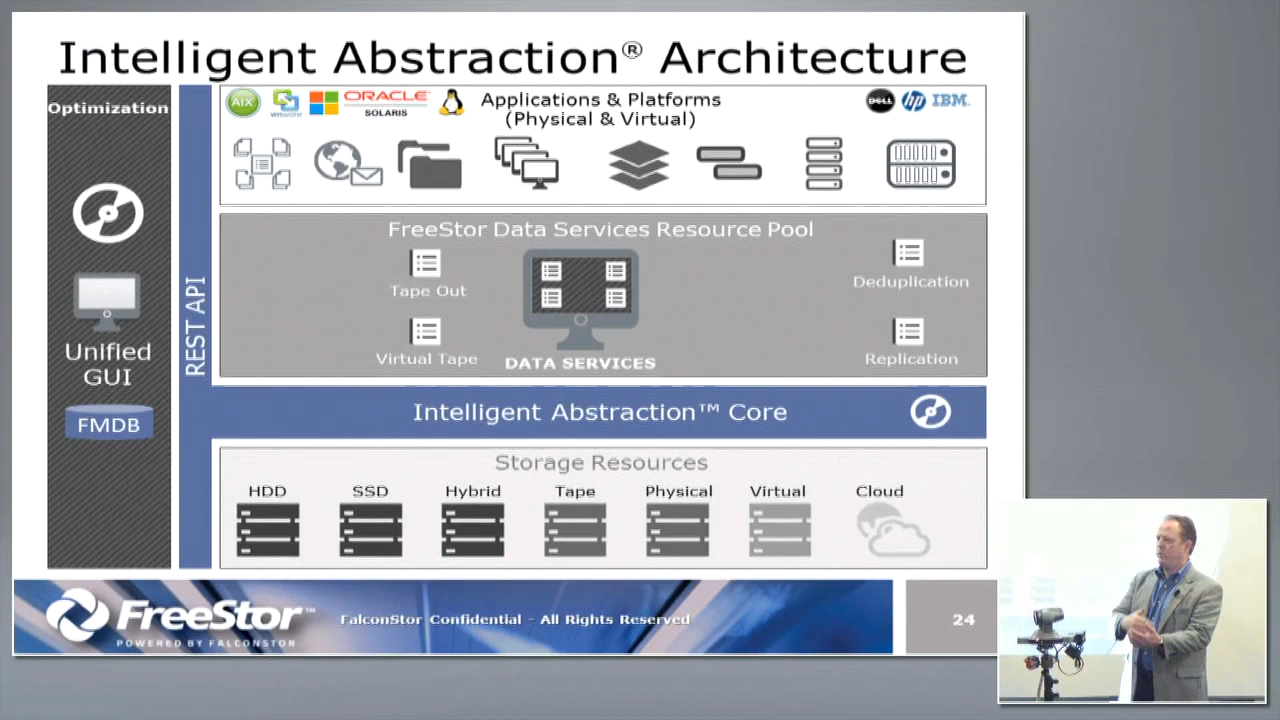 Intelligent Abstraction® Architecture
Optimization
AIX
vmware
ORACLE
SOLARIS
Applications & Platforms
(Physical & Virtual)
DELL
hp
IBM
REST API
FreeStor Data Services Resource Pool
Tape Out
Deduplication
Virtual Tape
DATA SERVICES
Replication
Unified
GUI
FMDB
Intelligent Abstraction™ Core
Storage Resources
HDD SSD Hybrid Tape Physical Virtual Cloud
FreeStor™
POWERED BY FALCONSTOR
FalconStor Confidential - All Rights Reserved
24